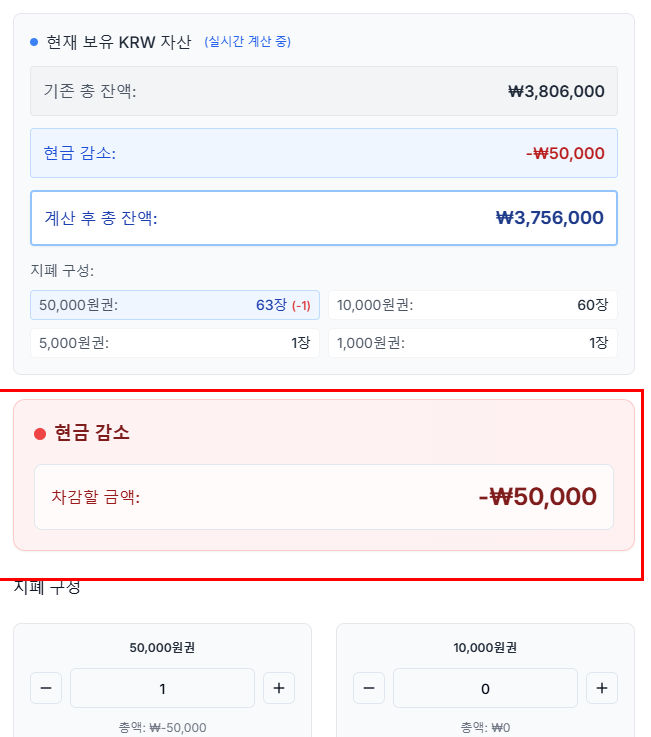 현재 보유 KRW 자산 (실시간 계산 중)
기존 총 잔액: ₩3,806,000
현금 감소: -₩50,000
계산 후 총 잔액: ₩3,756,000
지폐 구성:
50,000원권: 63장 (-1) 10,000원권: 60장
5,000원권: 1장 1,000원권: 1장
현금 감소
차감할 금액: -₩50,000
지폐 구성
50,000원권 10,000원권
− 1 + − 0 +
총액: ₩-50,000 총액: ₩0